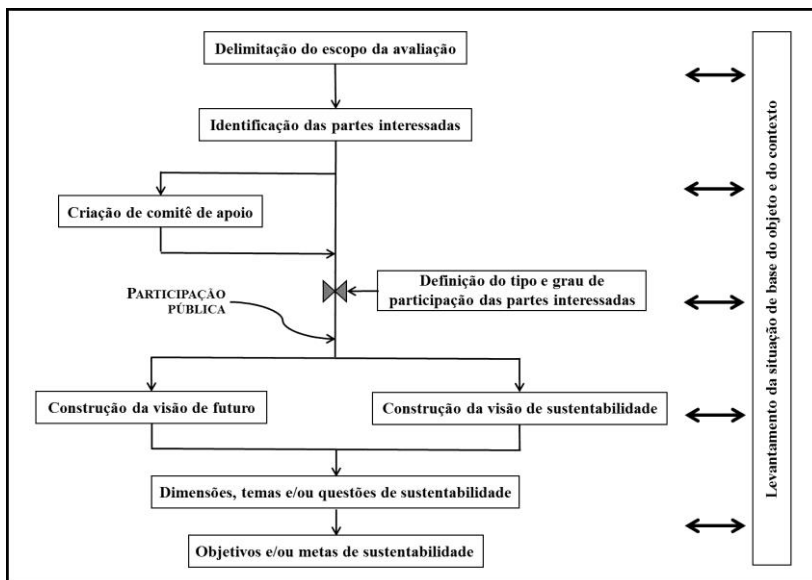 Delimitação do escopo da avaliação
Identificação das partes interessadas
Criação de comitê de apoio
Definição do tipo e grau de
participação das partes interessadas
PARTICIPAÇÃO
PÚBLICA
Construção da visão de futuro
Construção da visão de sustentabilidade
Dimensões, temas e/ou questões de sustentabilidade
Objetivos e/ou metas de sustentabilidade
Levantamento da situação de base do objeto e do contexto